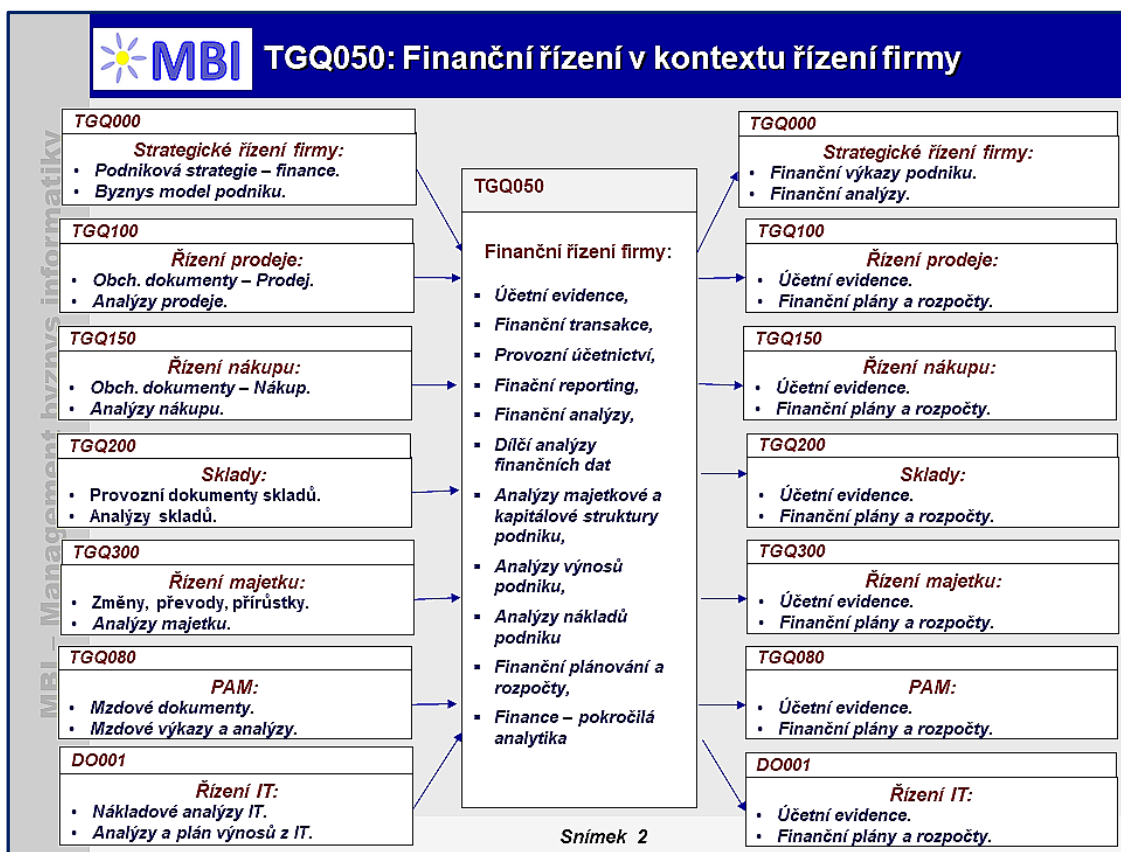 MBI
TGQ050: Finanční řízení v kontextu řízení firmy
MBI – Management byznys informatiky
TGQ000
Strategické řízení firmy:
• Podniková strategie – finance.
• Byznys model podniku.
TGQ100
Řízení prodeje:
• Obch. dokumenty – Prodej.
• Analýzy prodeje.
TGQ150
Řízení nákupu:
• Obch. dokumenty – Nákup.
• Analýzy nákupu.
TGQ200
Sklady:
• Provozní dokumenty skladů.
• Analýzy skladů.
TGQ300
Řízení majetku:
• Změny, převody, přírůstky.
• Analýzy majetku.
TGQ080
PAM:
• Mzdové dokumenty.
• Mzdové výkazy a analýzy.
DO001
Řízení IT:
• Nákladové analýzy IT.
• Analýzy a plán výnosů z IT.
TGQ050
Finanční řízení firmy:
▪ Účetní evidence,
▪ Finanční transakce,
▪ Provozní účetnictví,
▪ Finační reporting,
▪ Finanční analýzy,
▪ Dílčí analýzy
finančních dat
▪ Analýzy majetkové a
kapitálové struktury
podniku,
▪ Analýzy výnosů
podniku,
▪ Analýzy nákladů
podniku
▪ Finanční plánování a
rozpočty,
▪ Finance – pokročilá
analytika
TGQ000
Strategické řízení firmy:
• Finanční výkazy podniku.
• Finanční analýzy.
TGQ100
Řízení prodeje:
• Účetní evidence.
• Finanční plány a rozpočty.
TGQ150
Řízení nákupu:
• Účetní evidence.
• Finanční plány a rozpočty.
TGQ200
Sklady:
• Účetní evidence.
• Finanční plány a rozpočty.
TGQ300
Řízení majetku:
• Účetní evidence.
• Finanční plány a rozpočty.
TGQ080
PAM:
• Účetní evidence.
• Finanční plány a rozpočty.
DO001
Řízení IT:
• Účetní evidence.
• Finanční plány a rozpočty.
Snímek 2